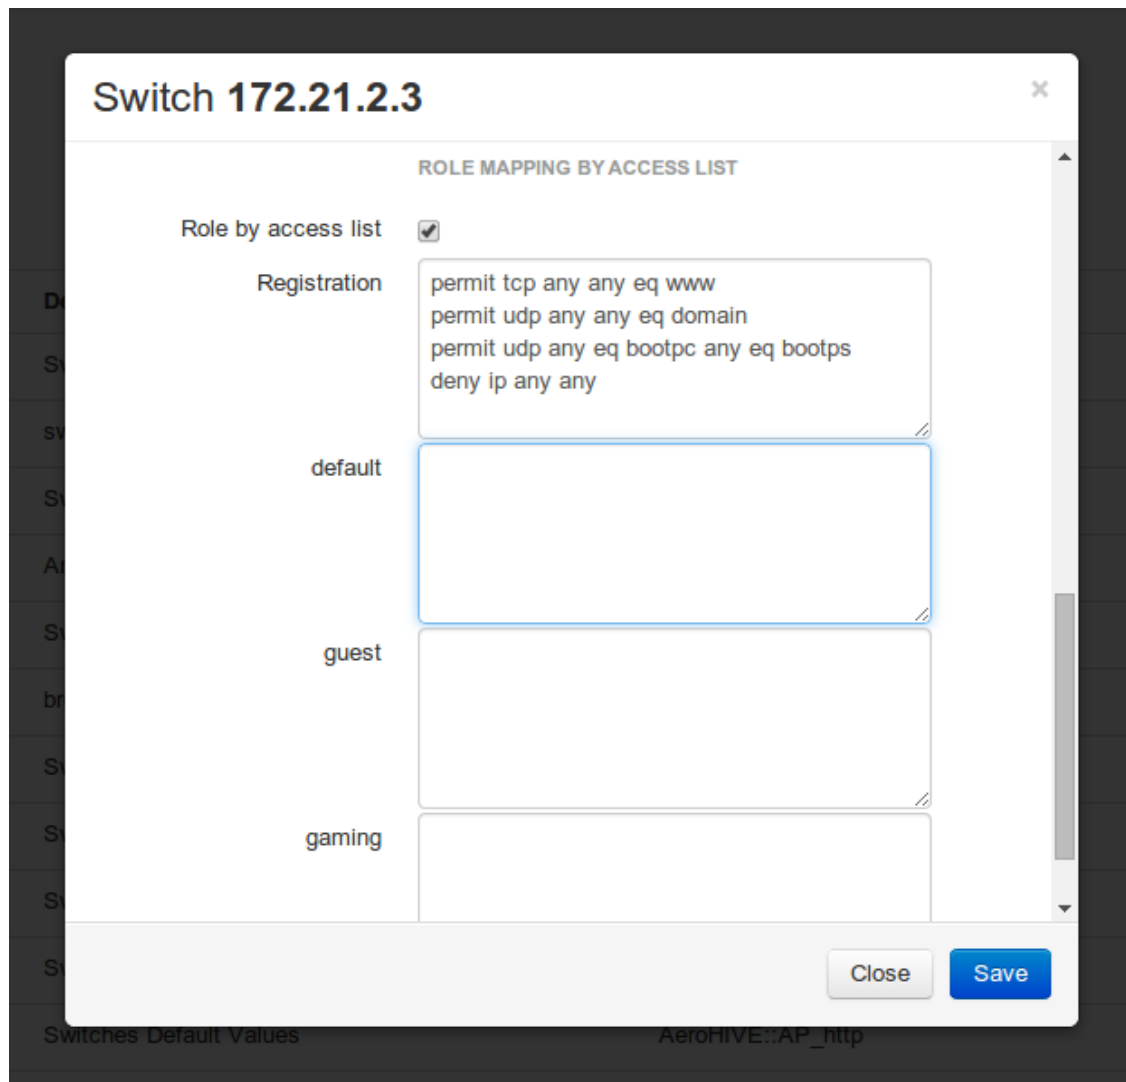 Switch 172.21.2.3
×
ROLE MAPPING BY ACCESS LIST
Role by access list
Registration
permit tcp any any eq www
permit udp any any eq domain
permit udp any eq bootpc any eq bootps
deny ip any any
default
guest
gaming
Close
Save
Switches Default Values
AeroHIVE::AP_http